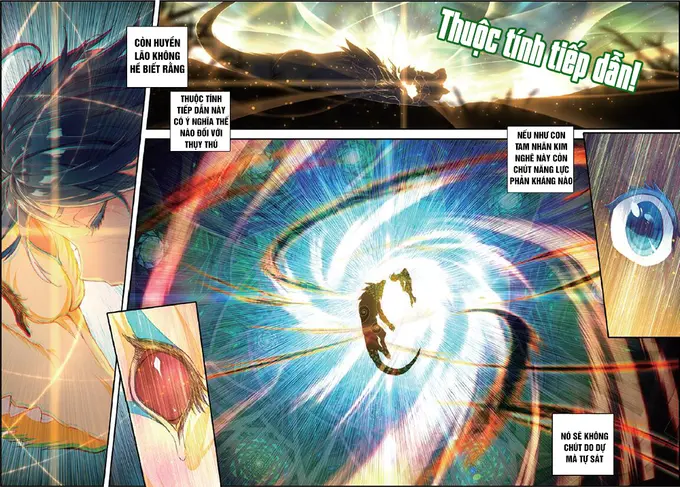 CÒN HUYỀN
LÃO KHÔNG
HỀ BIẾT RẰNG
Thuộc tính tiếp dẫn!
THUỘC TÍNH
TIẾP DẪN NÀY
CÓ Ý NGHĨA THẾ
NÀO ĐỐI VỚI
THỤY THÚ
NẾU NHƯ CON
TAM NHÃN KIM
NGHÊ NÀY CÒN
CHÚT NĂNG LỰC
PHẢN KHÁNG NÀO
NÓ SẼ KHÔNG
CHÚT DO DỰ
MÀ TỰ SÁT